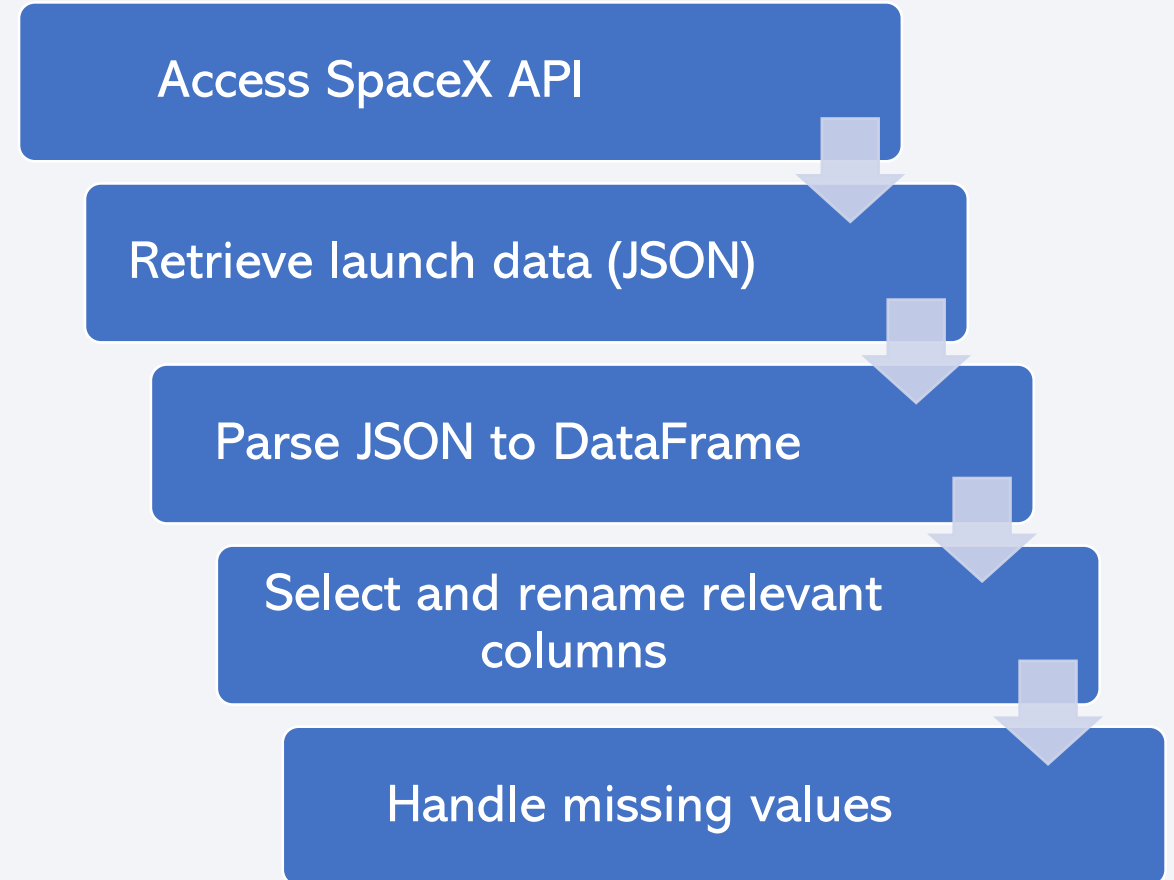 Access SpaceX API
Retrieve launch data (JSON)
Parse JSON to DataFrame
Select and rename relevant
columns
Handle missing values